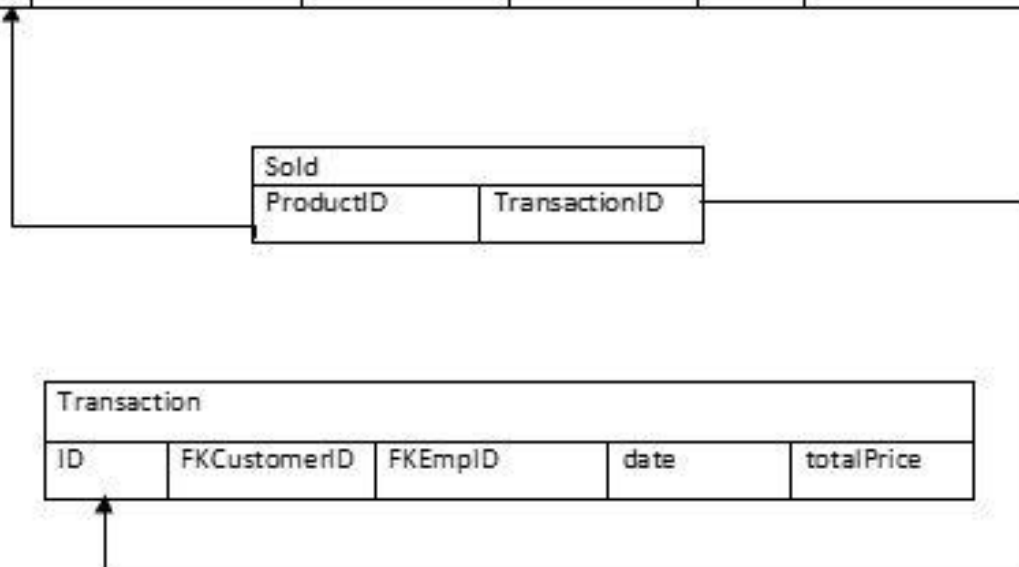 Sold
ProductID TransactionID
Transaction
ID FKCustomerID FKEmpID date totalPrice